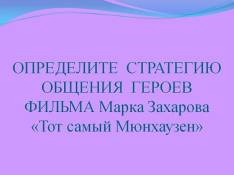 ОПРЕДЕЛИТЕ СТРАТЕГИЮ
ОБЩЕНИЯ ГЕРОЕВ
ФИЛЬМА Марка Захарова
«Тот самый Мюнхаузен»